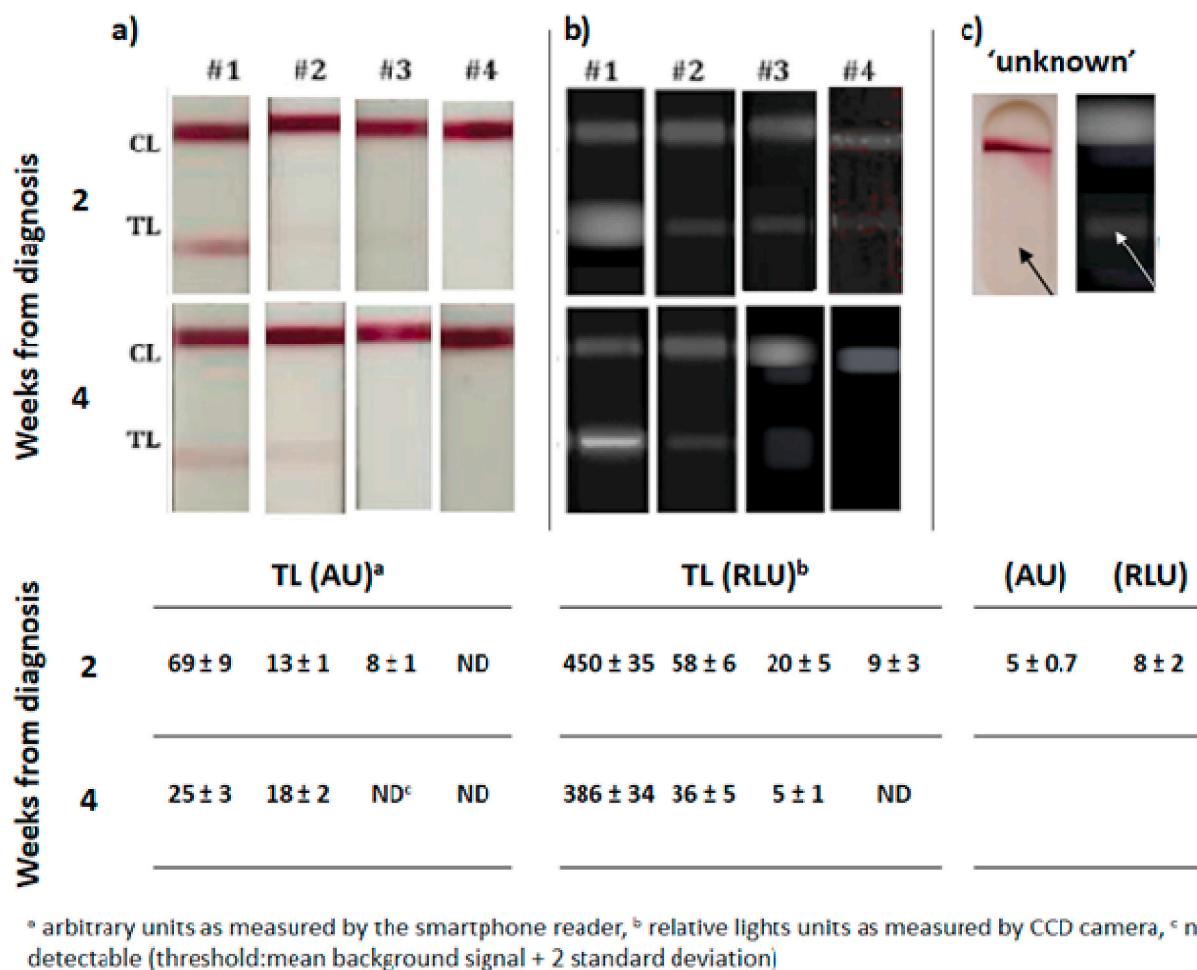 a)
#1 #2 #3 #4
b)
#1 #2 #3 #4
c)
'unknown'
Weeks from diagnosis
2
CL
TL
4
CL
TL
TL (AU)ᵃ TL (RLU)ᵇ (AU) (RLU)
Weeks from diagnosis
2 69 ± 9 13 ± 1 8 ± 1 ND 450 ± 35 58 ± 6 20 ± 5 9 ± 3 5 ± 0.7 8 ± 2
4 25 ± 3 18 ± 2 NDᶜ ND 386 ± 34 36 ± 5 5 ± 1 ND
ᵃ arbitrary units as measured by the smartphone reader, ᵇ relative lights units as measured by CCD camera, ᶜ n
detectable (threshold:mean background signal + 2 standard deviation)